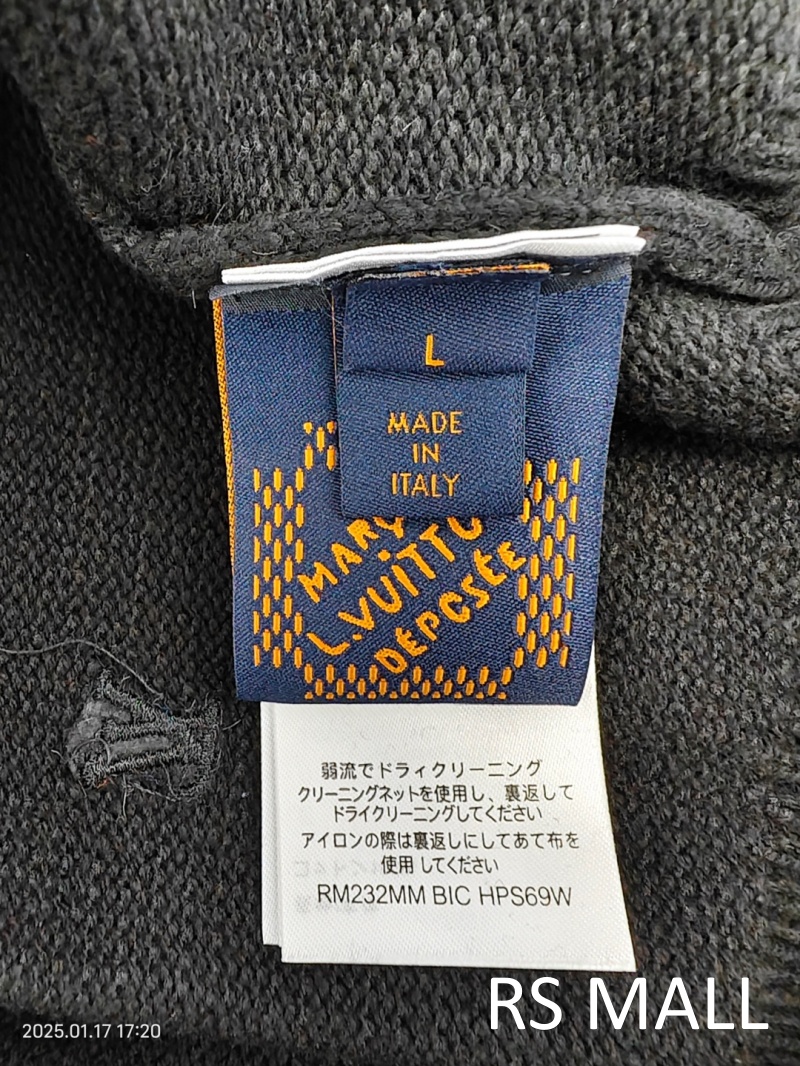 L
MADE
IN
ITALY
L.VUITTO
DÉPOSÉE
弱流でドライクリーニング
クリーニングネットを使用し、裏返して
ドライクリーニングしてください
アイロンの際は裏返しにしてあて布を
使用 してください
RM232MM BIC HPS69W
RS MALL
2025.01.17 17:20